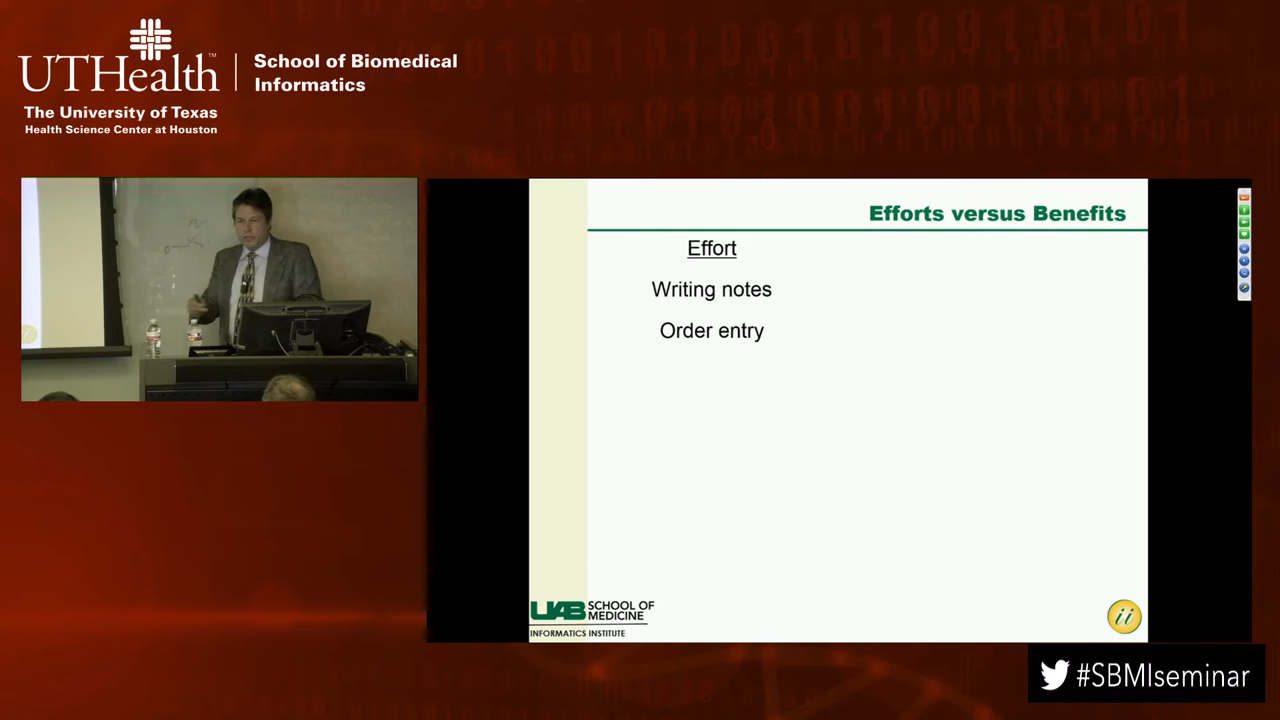 UTHealth™
The University of Texas
Health Science Center at Houston
School of Biomedical
Informatics
Efforts versus Benefits
Effort
Writing notes
Order entry
UAB SCHOOL OF
MEDICINE
INFORMATICS INSTITUTE
ii
#SBMIseminar